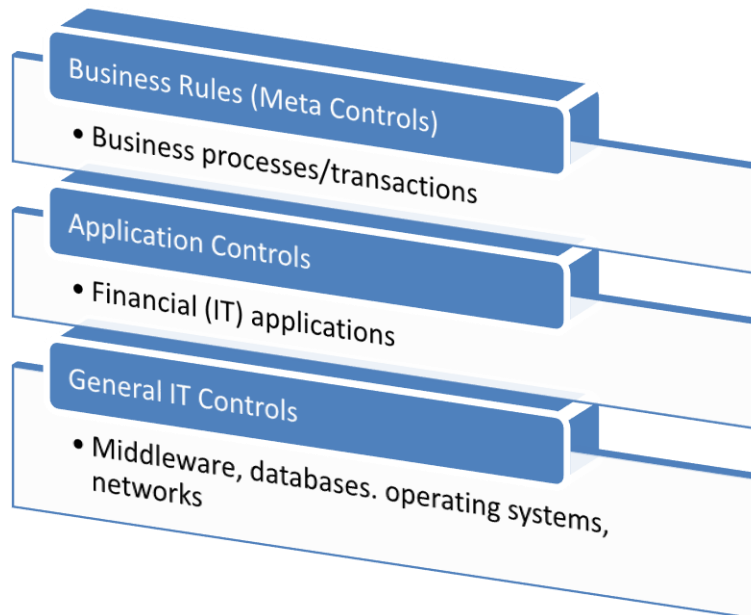 Business Rules (Meta Controls)
• Business processes/transactions
Application Controls
• Financial (IT) applications
General IT Controls
• Middleware, databases. operating systems,
networks